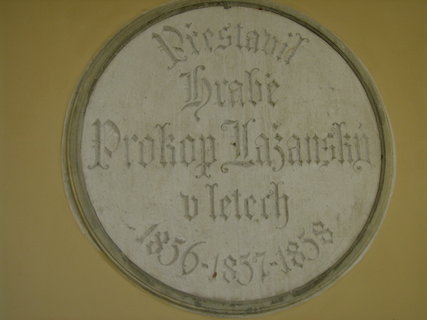 Přestavil
Hrabě
Prokop Lažanský
v letech
1856-1857-1858